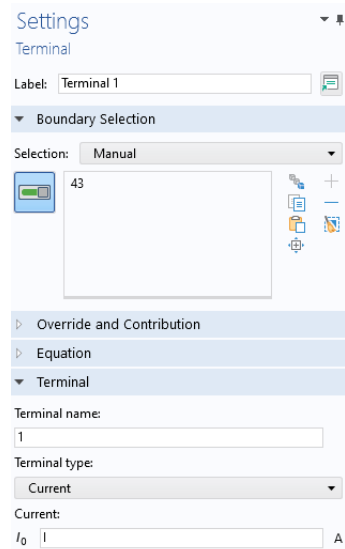 Settings
Terminal
Label: Terminal 1
Boundary Selection
Selection: Manual
43
Override and Contribution
Equation
Terminal
Terminal name:
1
Terminal type:
Current
Current:
I₀ I A